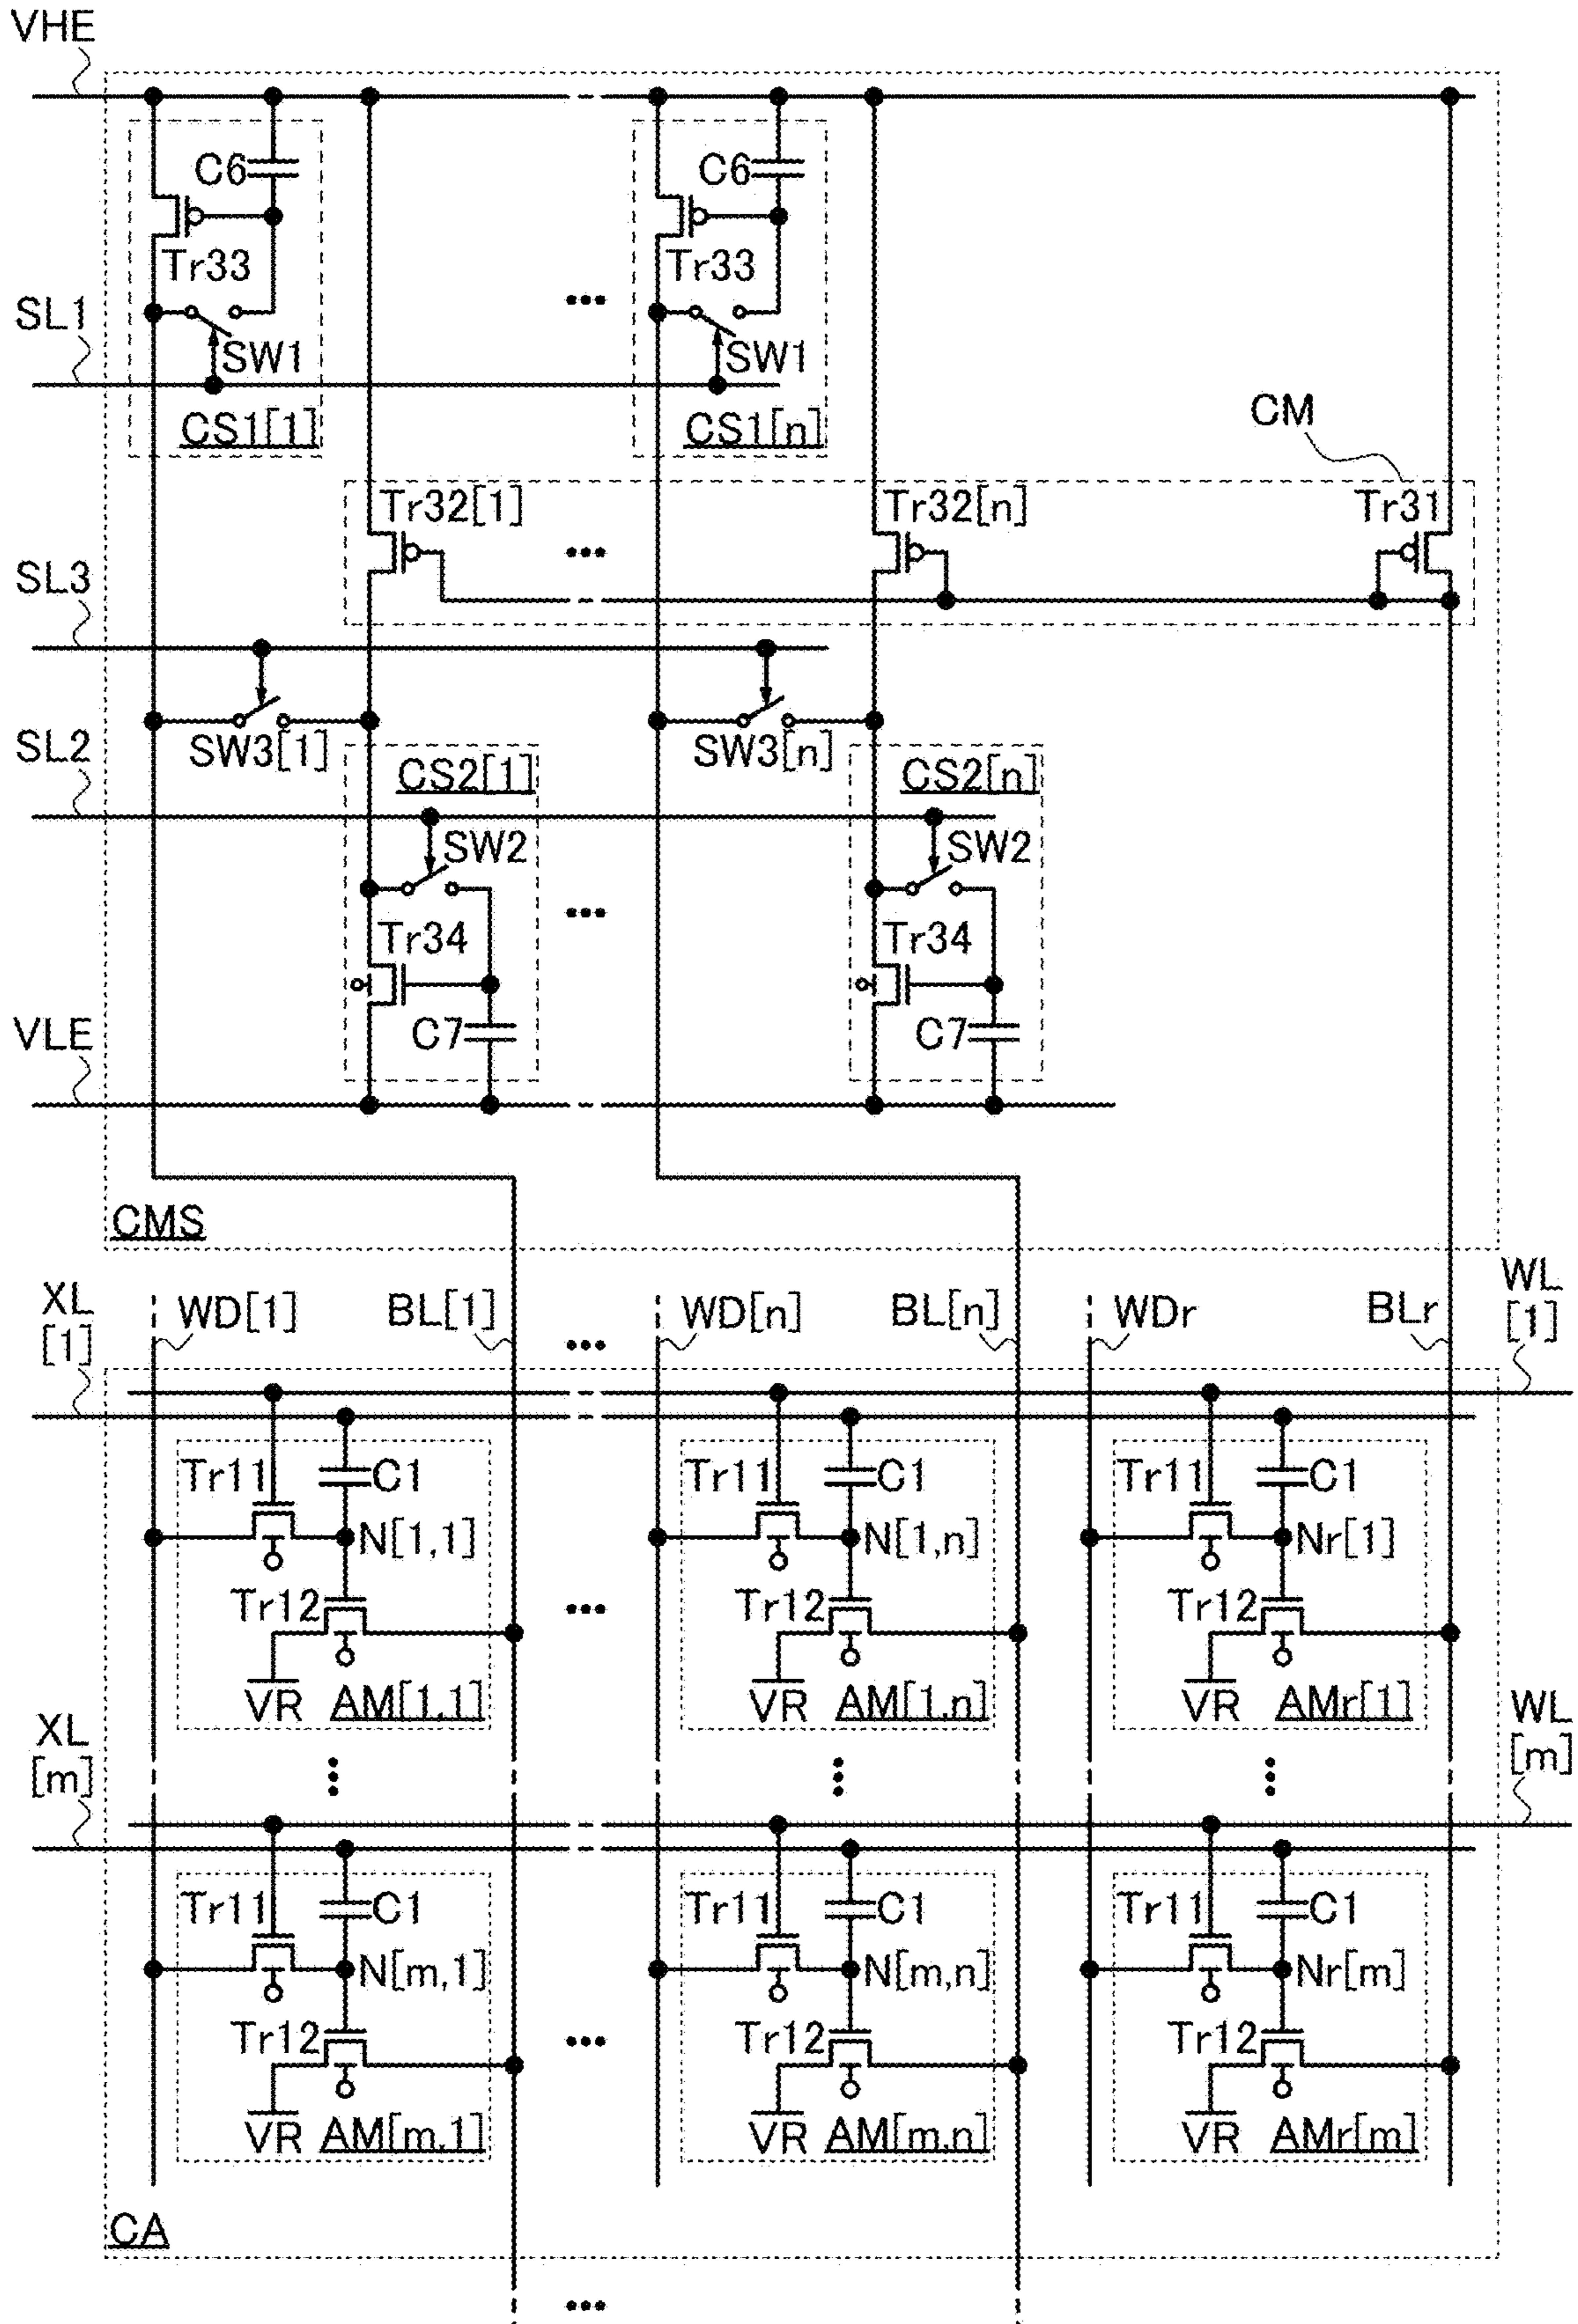 VHE
C6
C6
Tr33
Tr33
SL1
SW1
SW1
CS1[1]
CS1[n]
CM
Tr32[1]
Tr32[n]
Tr31
SL3
SW3[1]
SW3[n]
SL2
CS2[1]
CS2[n]
SW2
SW2
Tr34
Tr34
VLE
C7
C7
CMS
XL
[1]
WD[1]
BL[1]
WD[n]
BL[n]
WDr
BLr
WL
[1]
Tr11
C1
Tr11
C1
Tr11
C1
N[1,1]
N[1,n]
Nr[1]
Tr12
Tr12
Tr12
VR
AM[1,1]
VR
AM[1,n]
VR
AMr[1]
XL
[m]
WL
[m]
Tr11
C1
Tr11
C1
Tr11
C1
N[m,1]
N[m,n]
Nr[m]
Tr12
Tr12
Tr12
VR
AM[m,1]
VR
AM[m,n]
VR
AMr[m]
CA